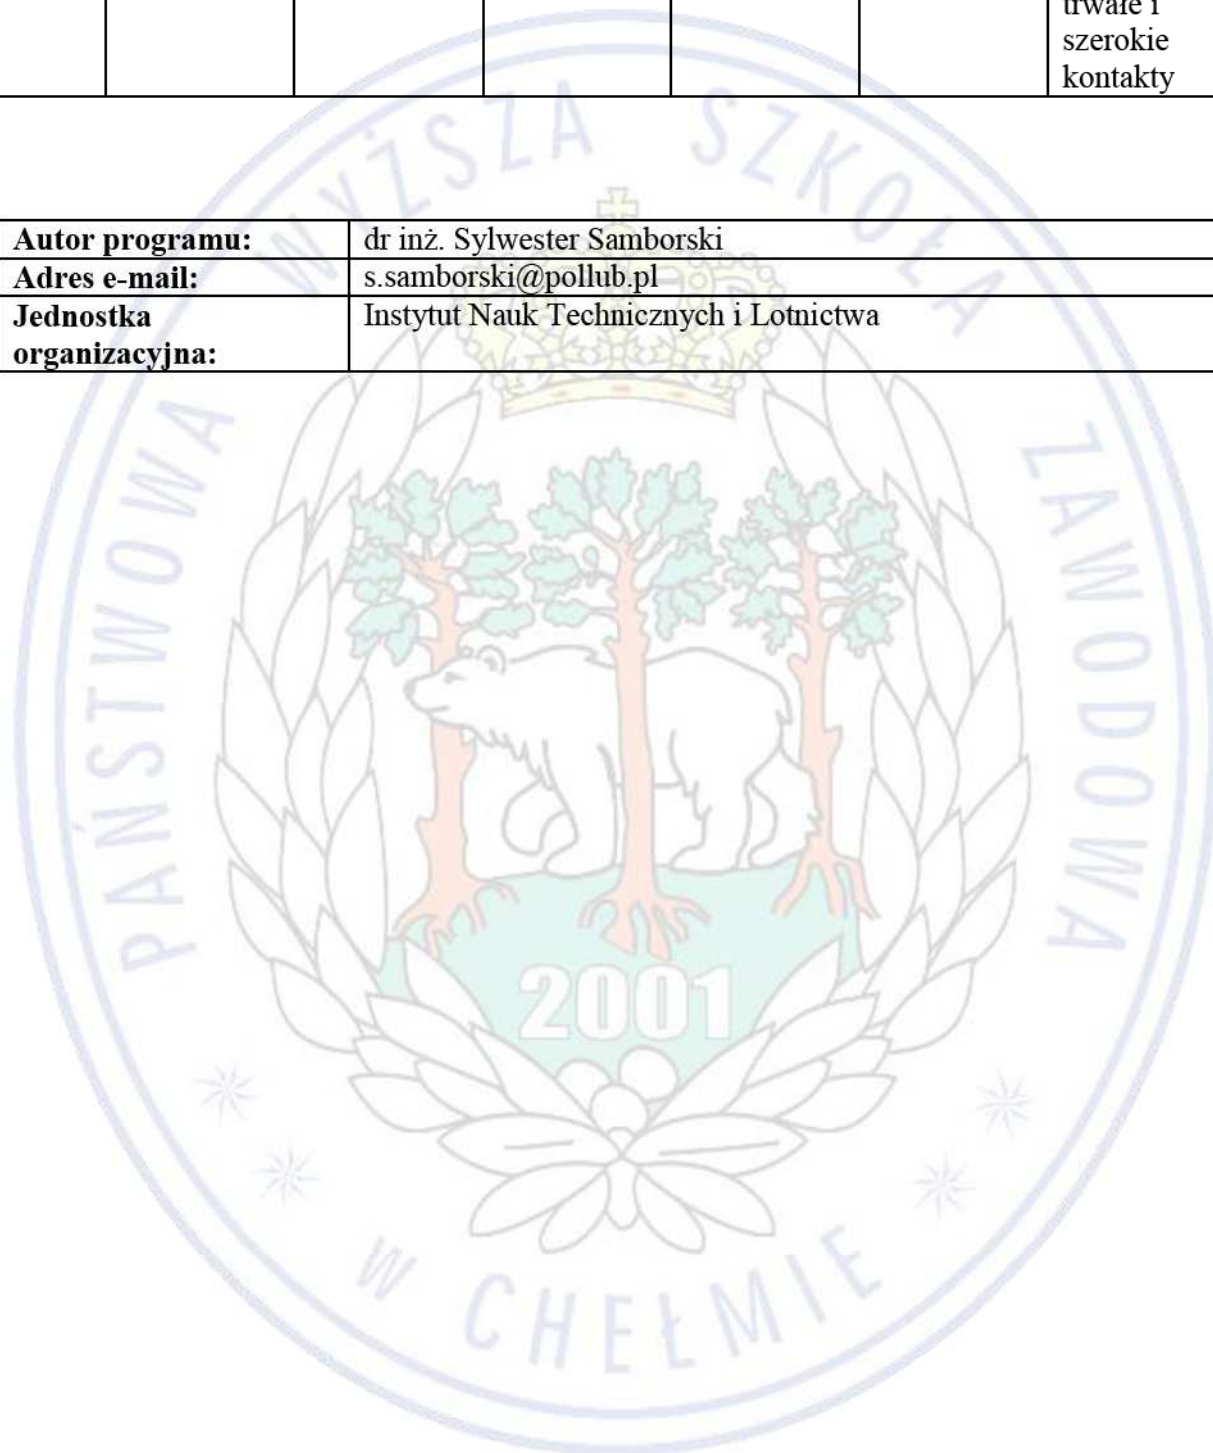 trwałe i
szerokie
kontakty
Autor programu: dr inż. Sylwester Samborski
Adres e-mail: s.samborski@pollub.pl
Jednostka Instytut Nauk Technicznych i Lotnictwa
organizacyjna:
PAŃSTWOWA WYŻSZA SZKOŁA ZAWODOWA
2001
W CHEŁMIE